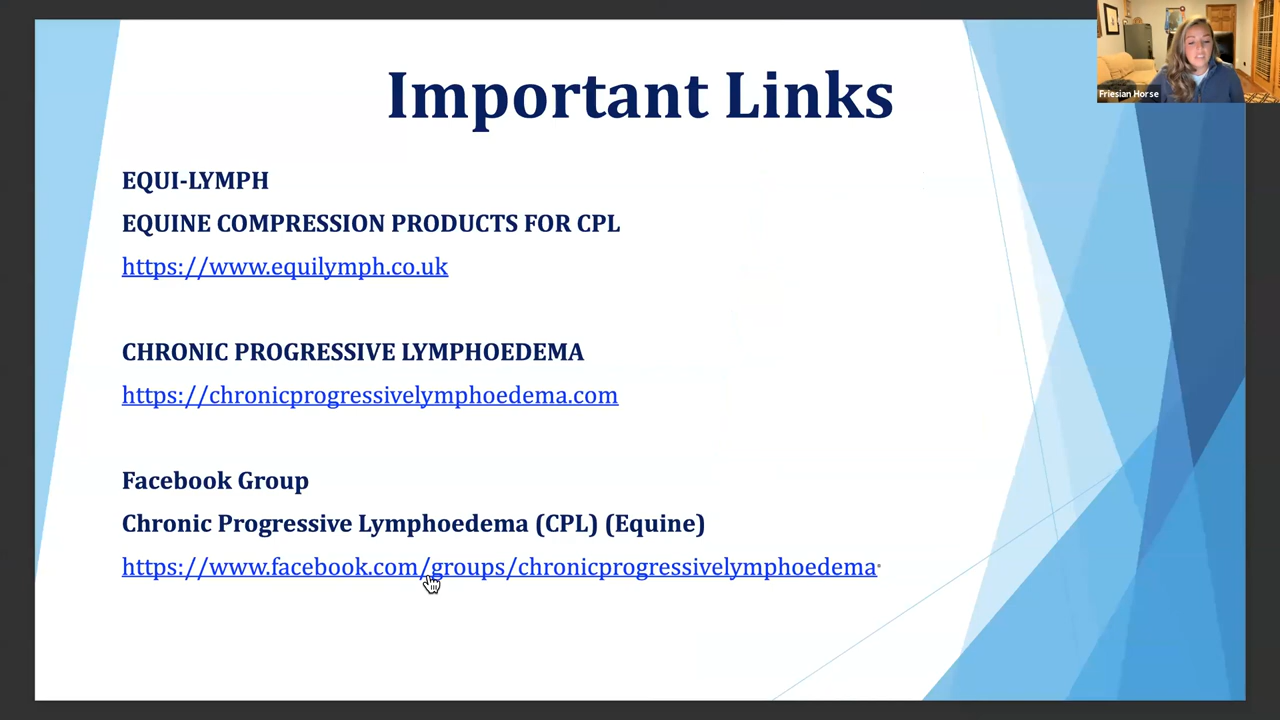 Important Links
Friesian Horse
EQUI-LYMPH
EQUINE COMPRESSION PRODUCTS FOR CPL
https://www.equilymph.co.uk
CHRONIC PROGRESSIVE LYMPHOEDEMA
https://chronicprogressivelymphoedema.com
Facebook Group
Chronic Progressive Lymphoedema (CPL) (Equine)
https://www.facebook.com/groups/chronicprogressivelymphoedema